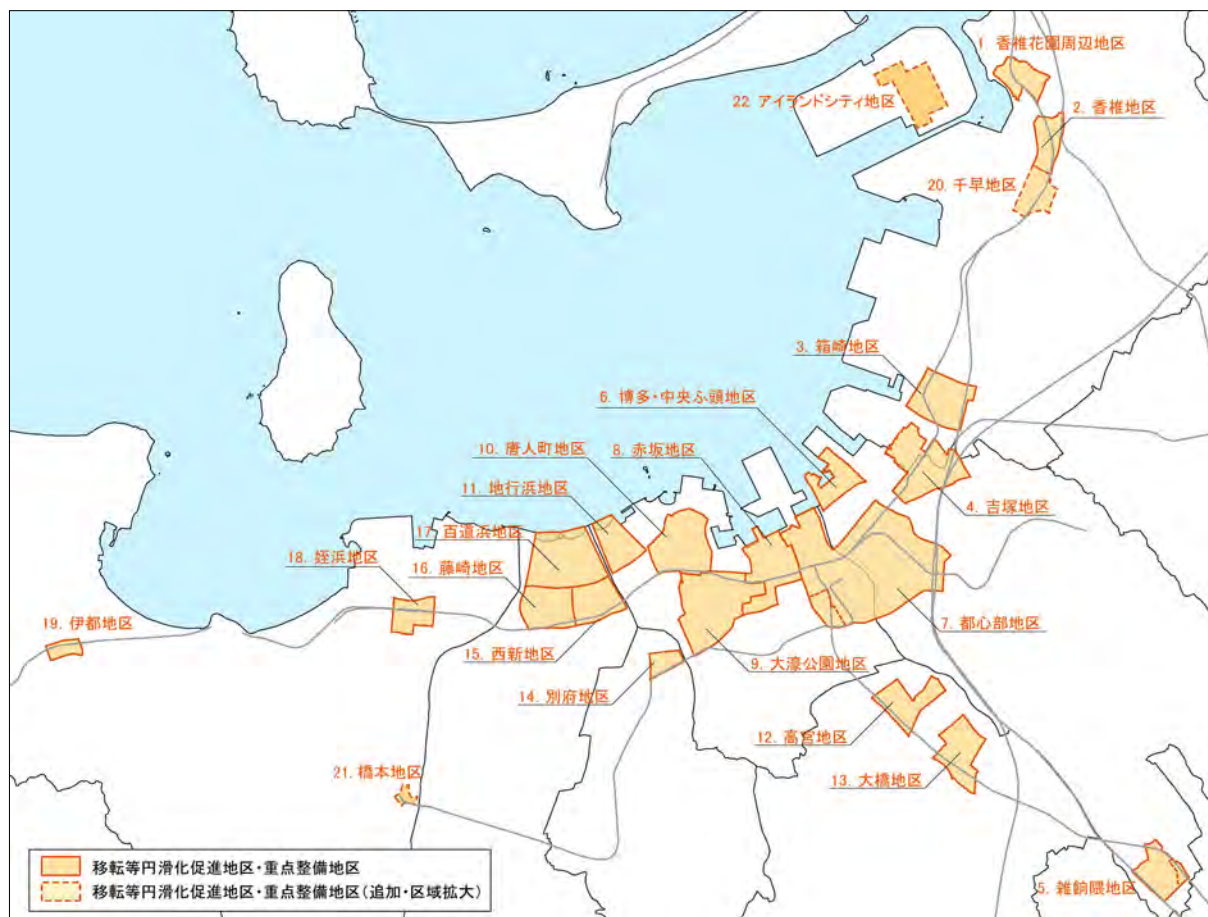 1 香椎花園周辺地区
22 アイランドシティ地区
2. 香椎地区
20. 千早地区
3. 箱崎地区
6. 博多・中央ふ頭地区
10. 唐人町地区
8. 赤坂地区
11. 地行浜地区
4. 吉塚地区
17. 百道浜地区
18. 姪浜地区
16. 藤崎地区
19. 伊都地区
7. 都心部地区
15. 西新地区
9. 大濠公園地区
14. 別府地区
12. 高宮地区
21. 橋本地区
13. 大橋地区
移転等円滑化促進地区・重点整備地区
移転等円滑化促進地区・重点整備地区(追加・区域拡大)
5. 雑餉隈地区